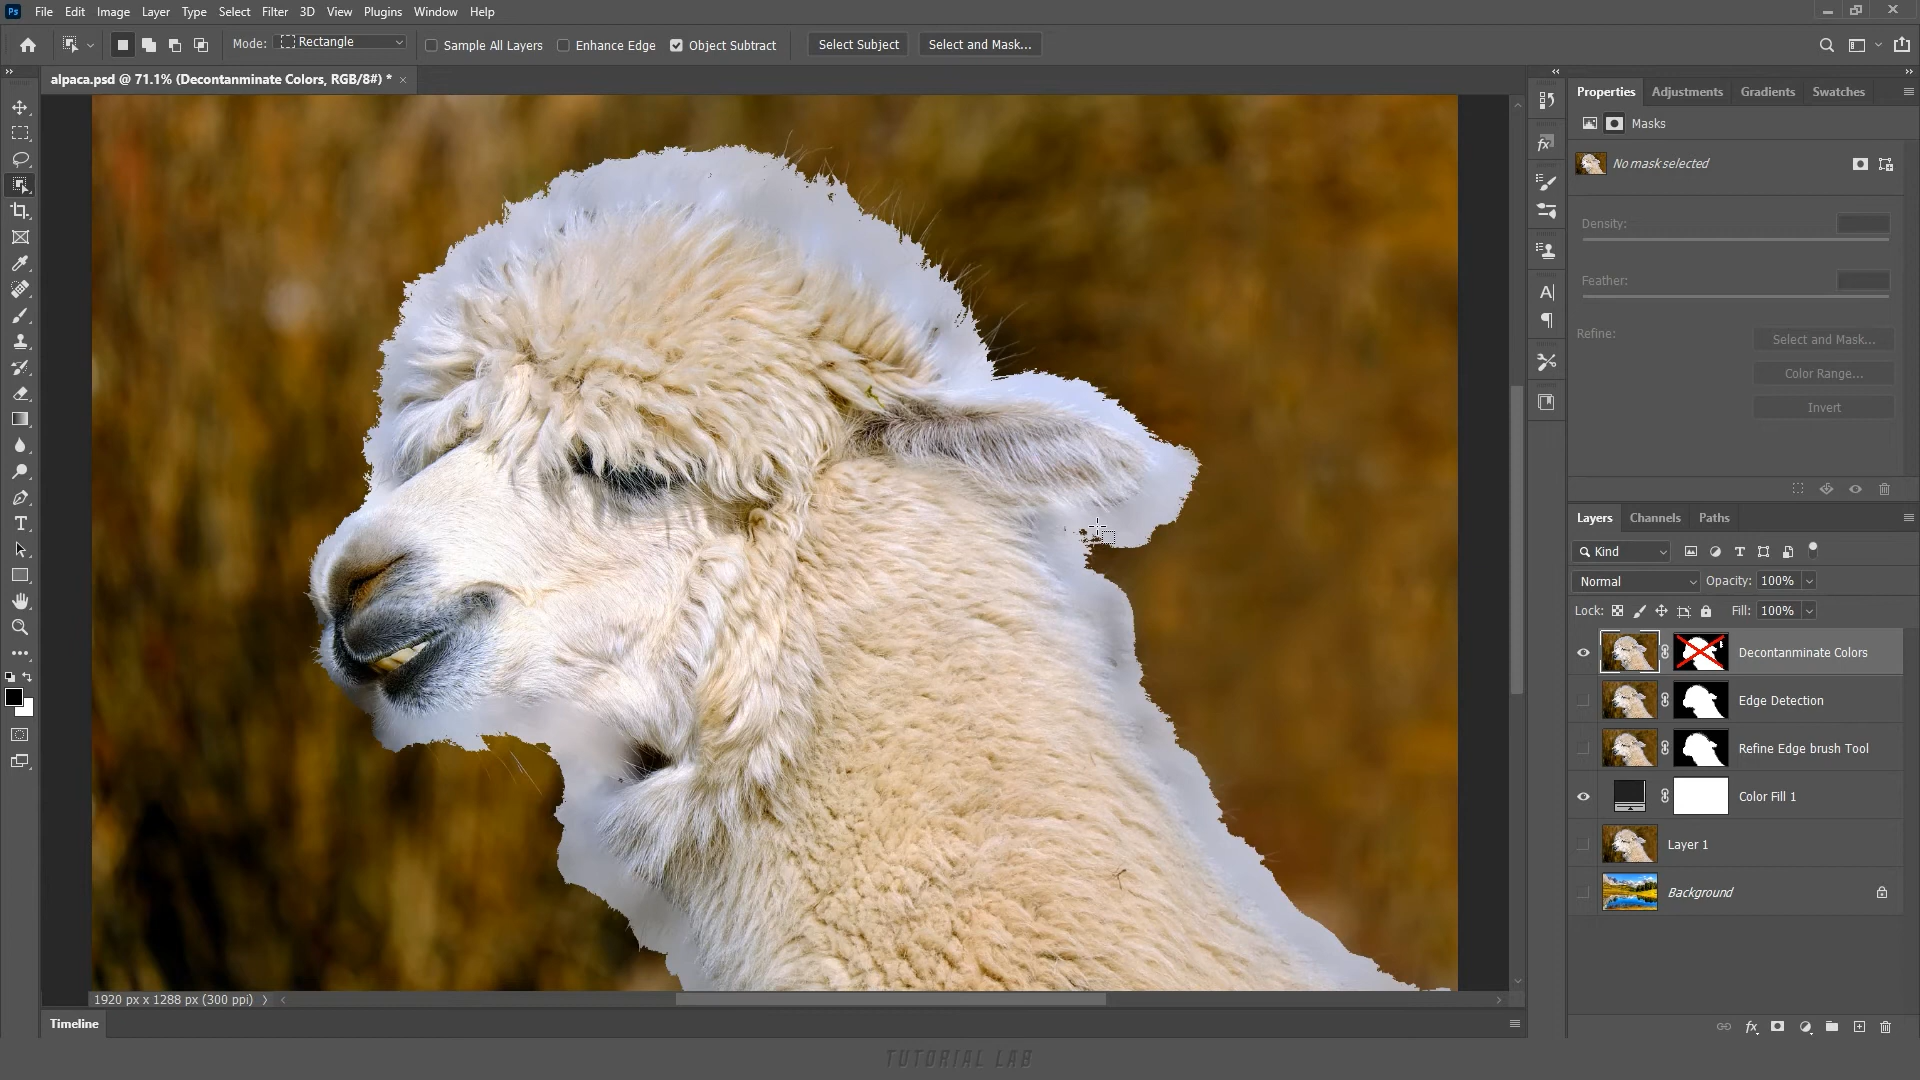 Ps File Edit Image Layer Type Select Filter 3D View Plugins Window Help
Mode: Rectangle Sample All Layers Enhance Edge Object Subtract Select Subject Select and Mask...
alpaca.psd @ 71.1% (Decontanminate Colors, RGB/8#) * ×
Properties Adjustments Gradients Swatches
Masks
No mask selected
Density:
Feather:
Refine: Select and Mask...
Color Range...
Invert
Layers Channels Paths
Kind
Normal Opacity: 100%
Lock: Fill: 100%
Decontanminate Colors
Edge Detection
Refine Edge brush Tool
Color Fill 1
Layer 1
Background
1920 px x 1288 px (300 ppi)
Timeline
TUTORIAL LAB